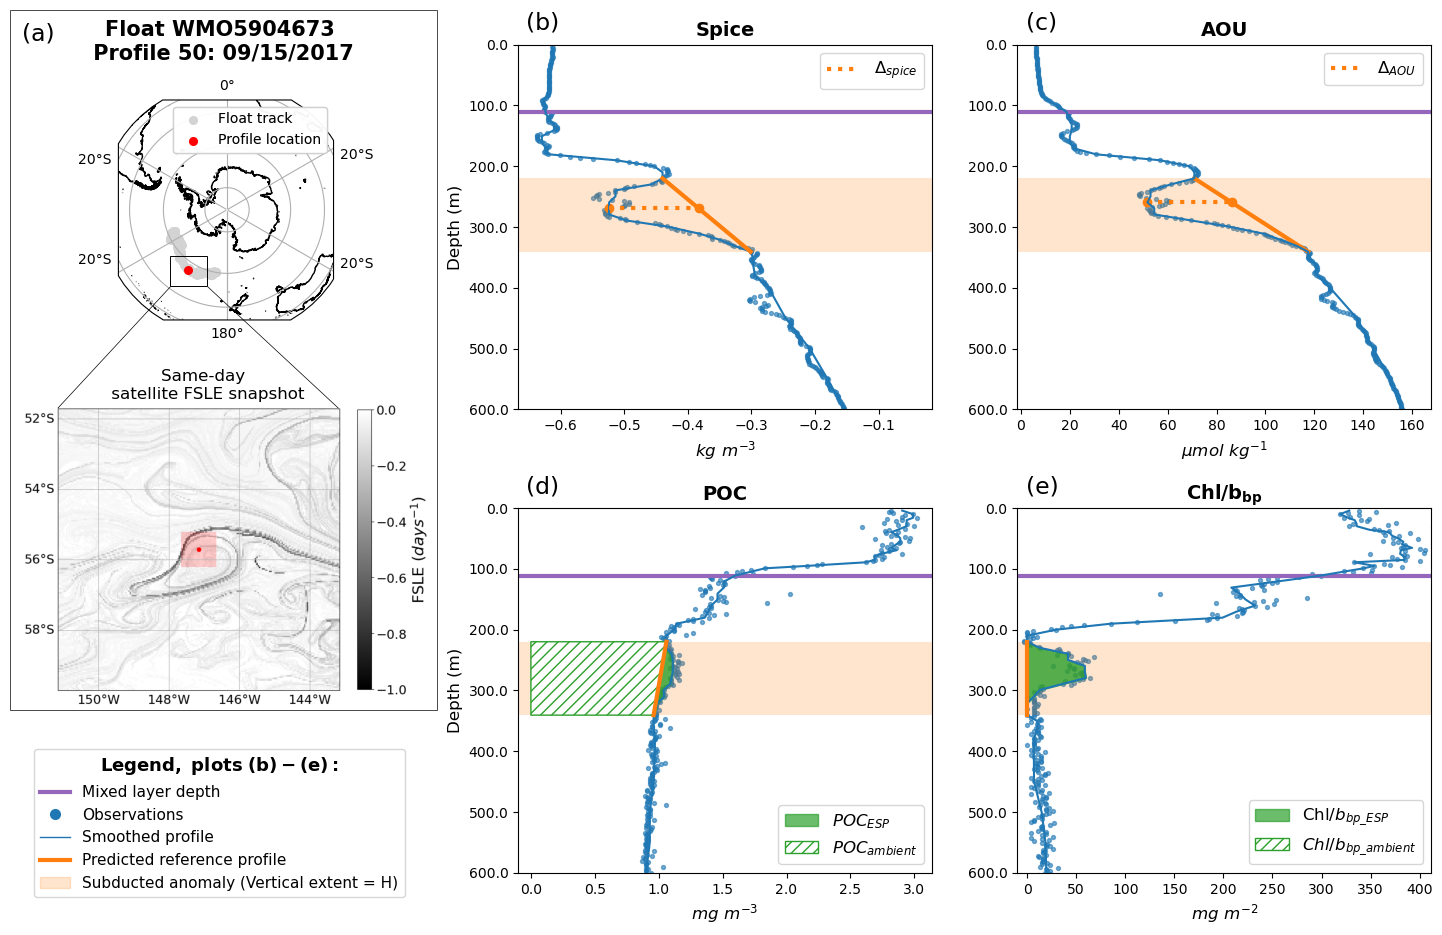 (a)
Float WMO5904673
Profile 50: 09/15/2017
0°
Float track
Profile location
20°S
20°S
20°S
20°S
180°
Same-day
satellite FSLE snapshot
52°S
54°S
56°S
58°S
150°W
148°W
146°W
144°W
0.0
−0.2
−0.4
−0.6
−0.8
−1.0
FSLE (days⁻¹)
Legend, plots (b) − (e) :
Mixed layer depth
Observations
Smoothed profile
Predicted reference profile
Subducted anomaly (Vertical extent = H)
(b)
Spice
Δspice
0.0
100.0
200.0
300.0
400.0
500.0
600.0
Depth (m)
−0.6
−0.5
−0.4
−0.3
−0.2
−0.1
kg m⁻³
(c)
AOU
ΔAOU
0.0
100.0
200.0
300.0
400.0
500.0
600.0
0
20
40
60
80
100
120
140
160
μmol kg⁻¹
(d)
POC
0.0
100.0
200.0
300.0
400.0
500.0
600.0
Depth (m)
POC_ESP
POC_ambient
0.0
0.5
1.0
1.5
2.0
2.5
3.0
mg m⁻³
(e)
Chl/b_bp
0.0
100.0
200.0
300.0
400.0
500.0
600.0
Chl/b_bp_ESP
Chl/b_bp_ambient
0
50
100
150
200
250
300
350
400
mg m⁻²